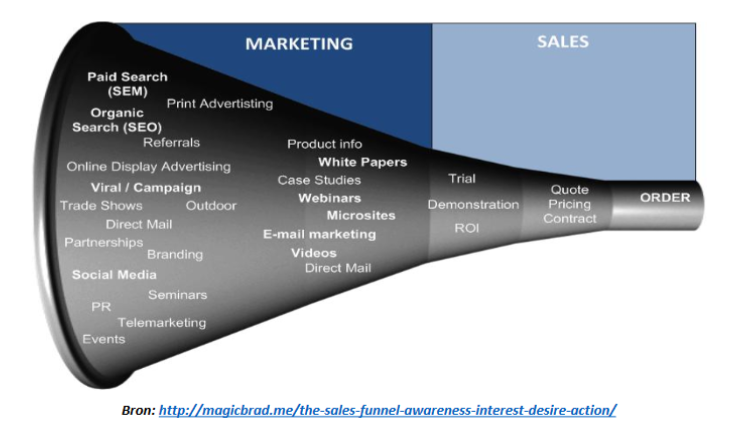 MARKETING
SALES
Paid Search
(SEM)
Print Advertisting
Organic
Search (SEO)
Referrals
Online Display Advertising
Viral / Campaign
Trade Shows
Outdoor
Direct Mail
Partnerships
Branding
Social Media
Seminars
PR
Telemarketing
Events
Product info
White Papers
Case Studies
Webinars
Microsites
E-mail marketing
Videos
Direct Mail
Trial
Demonstration
ROI
Quote
Pricing
Contract
ORDER
Bron: http://magicbrad.me/the-sales-funnel-awareness-interest-desire-action/